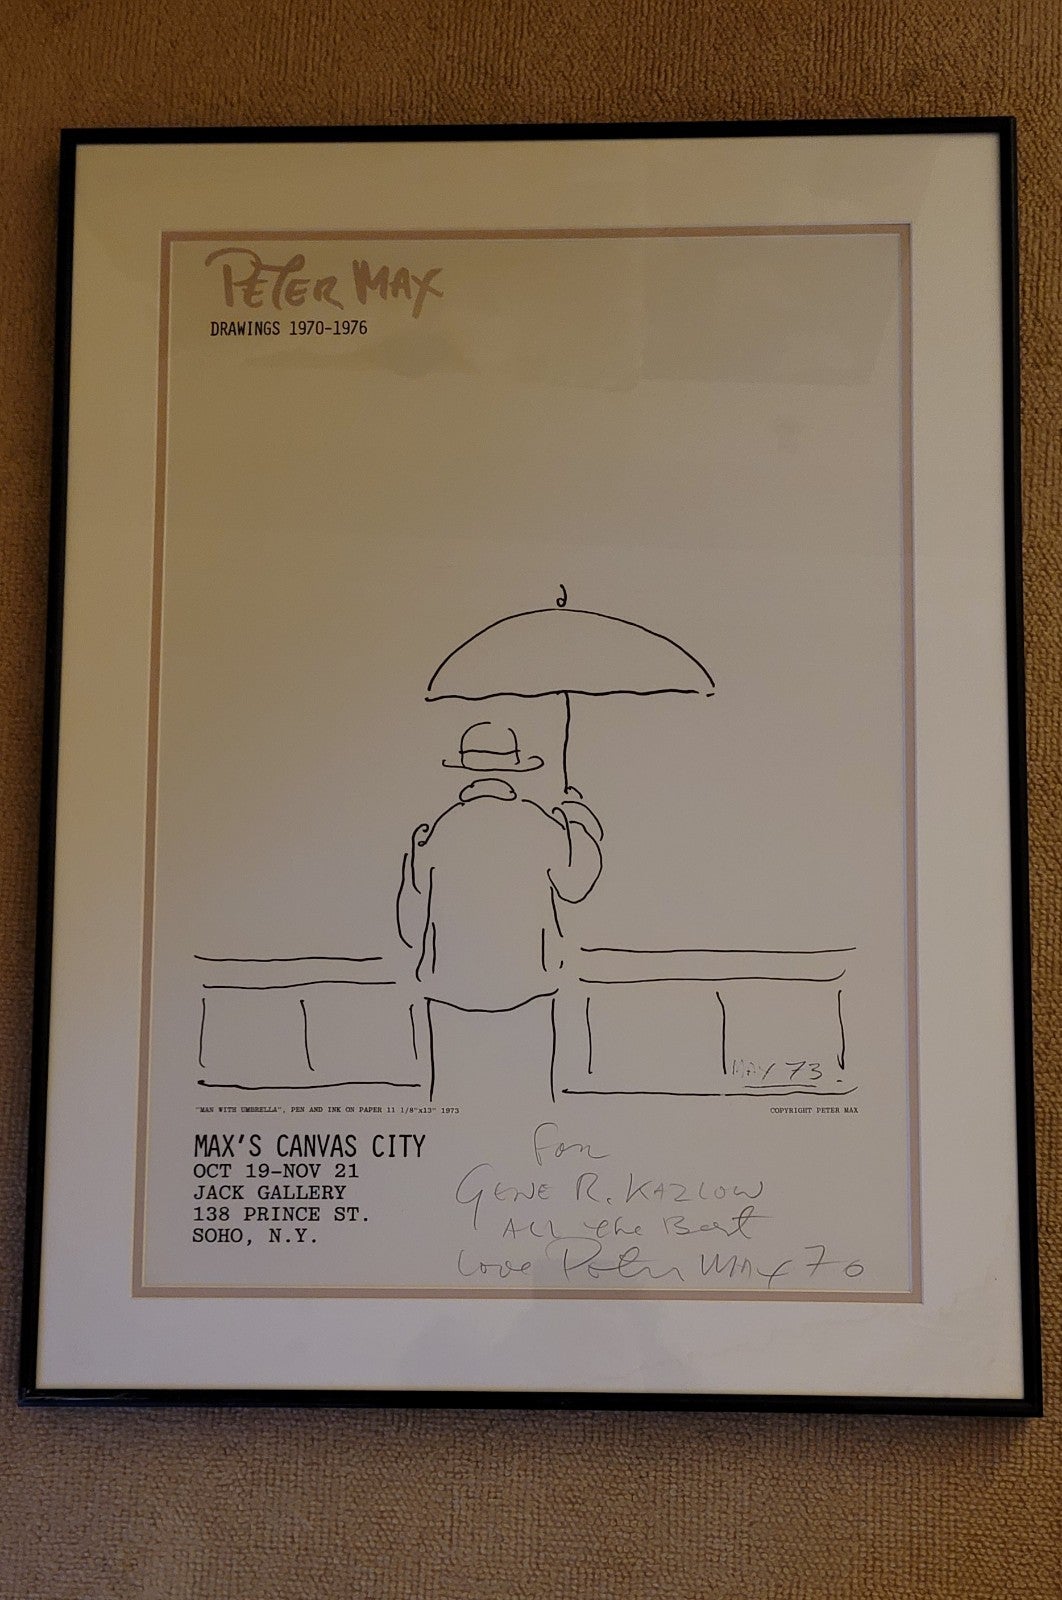 PETER MAX
DRAWINGS 1970-1976
MAX 73
"MAN WITH UMBRELLA", PEN AND INK ON PAPER 11 1/8"x13" 1973
COPYRIGHT PETER MAX
MAX'S CANVAS CITY
OCT 19-NOV 21
JACK GALLERY
138 PRINCE ST.
SOHO, N.Y.
For
GENE R. KAZLOW
ALL the Best
Love Peter Max 76